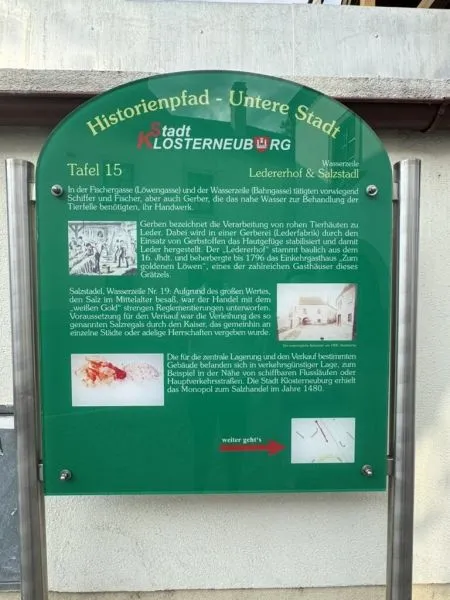 Historienpfad - Untere Stadt
Stadt
KLOSTERNEUBURG
Wasserzeile
Tafel 15
Ledererhof & Salzstadl
In der Fischergasse (Löwengasse) und der Wasserzeile (Bahngasse) tätigten vorwiegend
Schiffer und Fischer, aber auch Gerber, die das nahe Wasser zur Behandlung der
Tierfelle benötigten, ihr Handwerk.
Gerben bezeichnet die Verarbeitung von rohen Tierhäuten zu
Leder. Dabei wird in einer Gerberei (Lederfabrik) durch den
Einsatz von Gerbstoffen das Hautgefüge stabilisiert und damit
Leder hergestellt. Der „Ledererhof" stammt baulich aus dem
16. Jhdt. und beherbergte bis 1796 das Einkehrgasthaus „Zum
goldenen Löwen", eines der zahlreichen Gasthäuser dieses
Grätzels.
Salzstadel, Wasserzeile Nr. 19: Aufgrund des großen Wertes,
den Salz im Mittelalter besaß, war der Handel mit dem
„weißen Gold" strengen Reglementierungen unterworfen.
Voraussetzung für den Verkauf war die Verleihung des so
genannten Salzregals durch den Kaiser, das gemeinhin an
einzelne Städte oder adelige Herrschaften vergeben wurde.
Die für die zentrale Lagerung und den Verkauf bestimmten
Gebäude befanden sich in verkehrsgünstiger Lage, zum
Beispiel in der Nähe von schiffbaren Flussläufen oder
Hauptverkehrsstraßen. Die Stadt Klosterneuburg erhielt
das Monopol zum Salzhandel im Jahre 1480.
weiter geht's